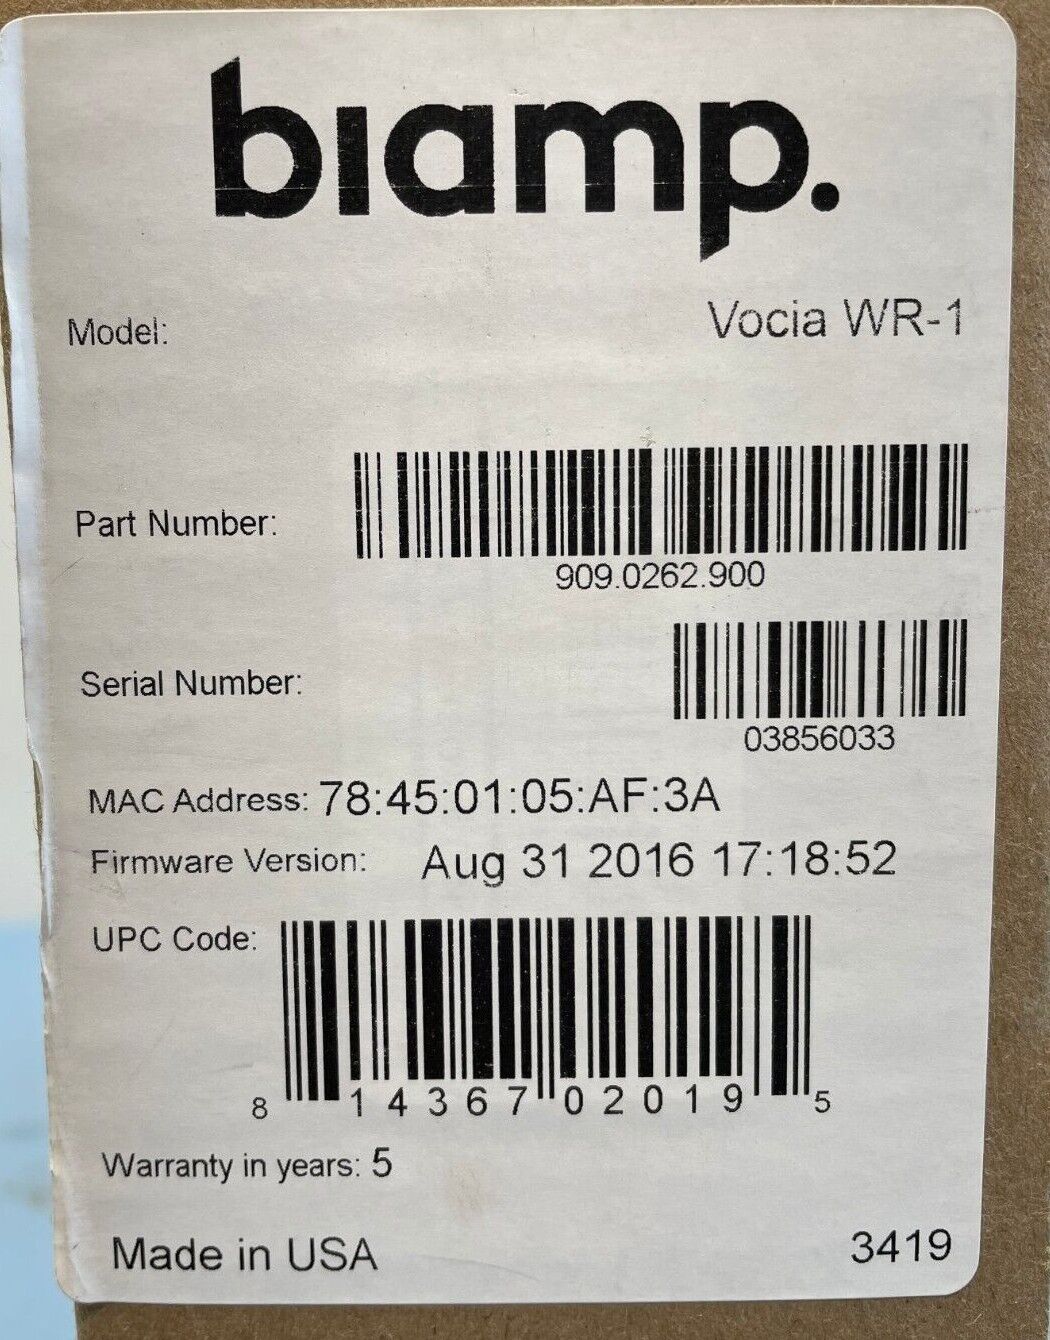 biamp.
Model: Vocia WR-1
Part Number:
909.0262.900
Serial Number:
03856033
MAC Address: 78:45:01:05:AF:3A
Firmware Version: Aug 31 2016 17:18:52
UPC Code:
8 14367 02019 5
Warranty in years: 5
Made in USA 3419